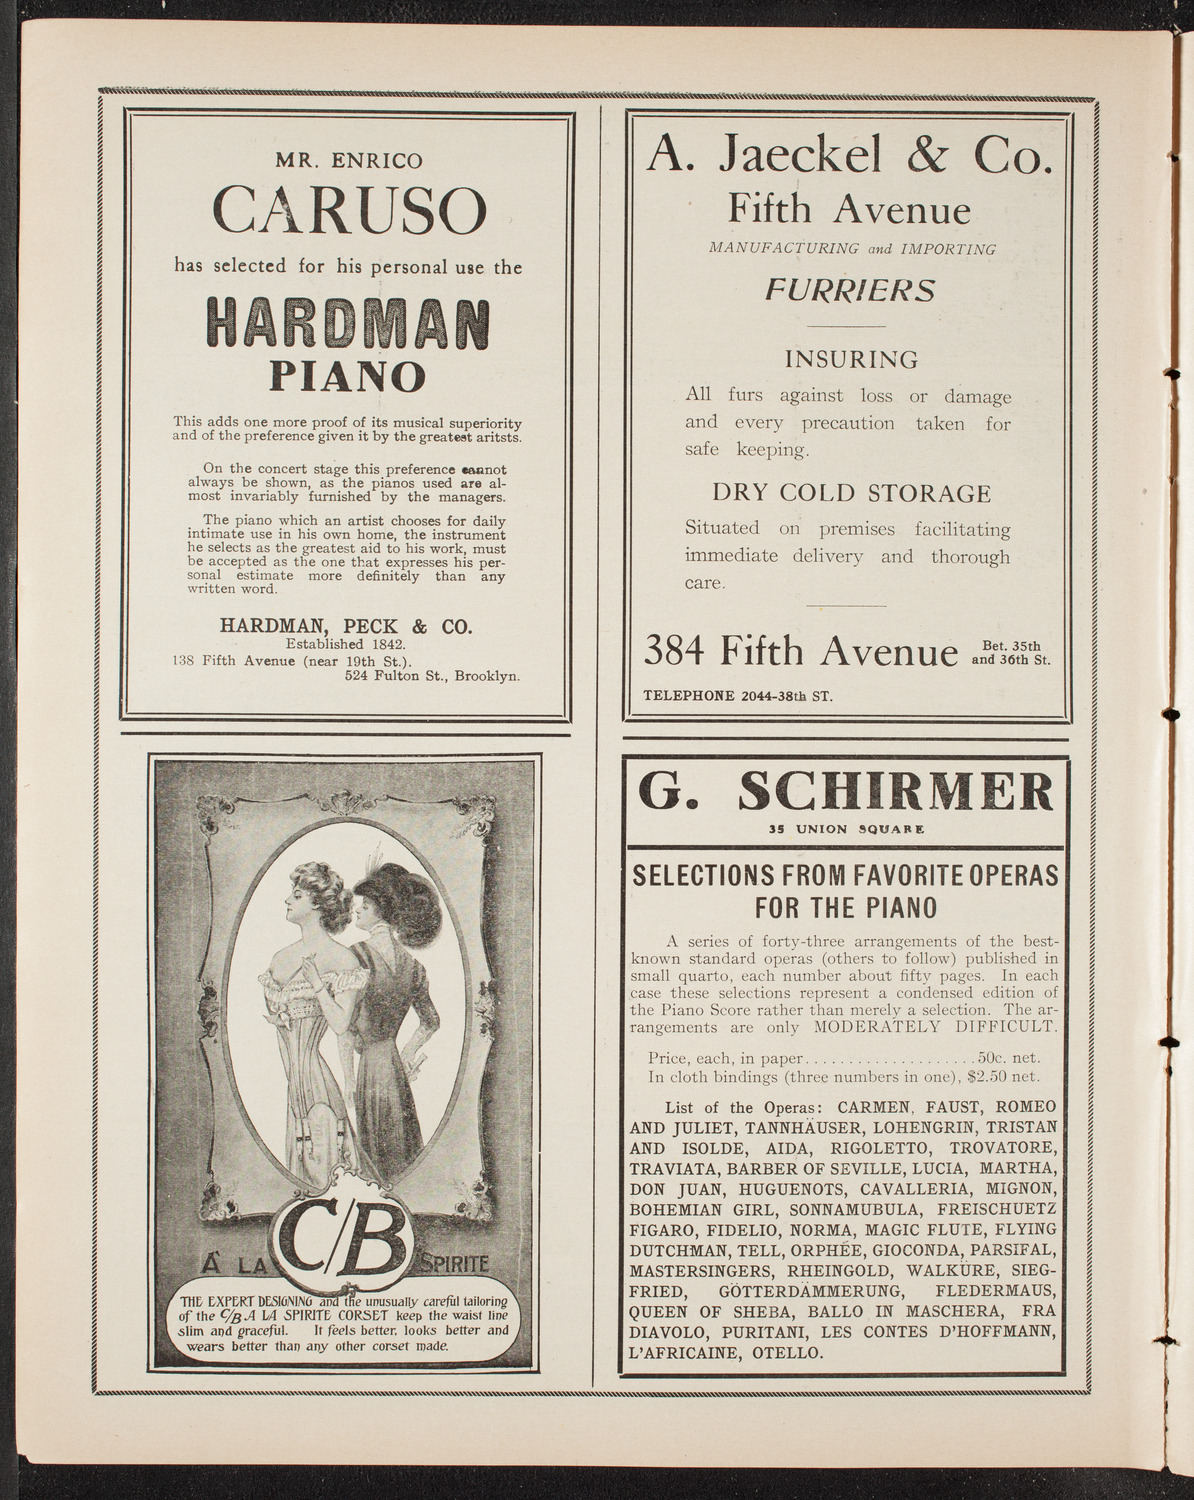 MR. ENRICO
CARUSO
has selected for his personal use the
HARDMAN
PIANO
This adds one more proof of its musical superiority
and of the preference given it by the greatest aritsts.
On the concert stage this preference cannot
always be shown, as the pianos used are al-
most invariably furnished by the managers.
The piano which an artist chooses for daily
intimate use in his own home, the instrument
he selects as the greatest aid to his work, must
be accepted as the one that expresses his per-
sonal estimate more definitely than any
written word.
HARDMAN, PECK & CO.
Established 1842.
138 Fifth Avenue (near 19th St.).
524 Fulton St., Brooklyn.
A. Jaeckel & Co.
Fifth Avenue
MANUFACTURING and IMPORTING
FURRIERS
INSURING
All furs against loss or damage
and every precaution taken for
safe keeping.
DRY COLD STORAGE
Situated on premises facilitating
immediate delivery and thorough
care.
384 Fifth Avenue Bet. 35th
and 36th St.
TELEPHONE 2044-38th ST.
C/B
A LA SPIRITE
THE EXPERT DESIGNING and the unusually careful tailoring
of the C/B A LA SPIRITE CORSET keep the waist line
slim and graceful. It feels better, looks better and
wears better than any other corset made.
G. SCHIRMER
35 UNION SQUARE
SELECTIONS FROM FAVORITE OPERAS
FOR THE PIANO
A series of forty-three arrangements of the best-
known standard operas (others to follow) published in
small quarto, each number about fifty pages. In each
case these selections represent a condensed edition of
the Piano Score rather than merely a selection. The ar-
rangements are only MODERATELY DIFFICULT.
Price, each, in paper....................50c. net.
In cloth bindings (three numbers in one), $2.50 net.
List of the Operas: CARMEN, FAUST, ROMEO
AND JULIET, TANNHÄUSER, LOHENGRIN, TRISTAN
AND ISOLDE, AIDA, RIGOLETTO, TROVATORE,
TRAVIATA, BARBER OF SEVILLE, LUCIA, MARTHA,
DON JUAN, HUGUENOTS, CAVALLERIA, MIGNON,
BOHEMIAN GIRL, SONNAMUBULA, FREISCHUETZ
FIGARO, FIDELIO, NORMA, MAGIC FLUTE, FLYING
DUTCHMAN, TELL, ORPHÉE, GIOCONDA, PARSIFAL,
MASTERSINGERS, RHEINGOLD, WALKÜRE, SIEG-
FRIED, GÖTTERDÄMMERUNG, FLEDERMAUS,
QUEEN OF SHEBA, BALLO IN MASCHERA, FRA
DIAVOLO, PURITANI, LES CONTES D'HOFFMANN,
L'AFRICAINE, OTELLO.